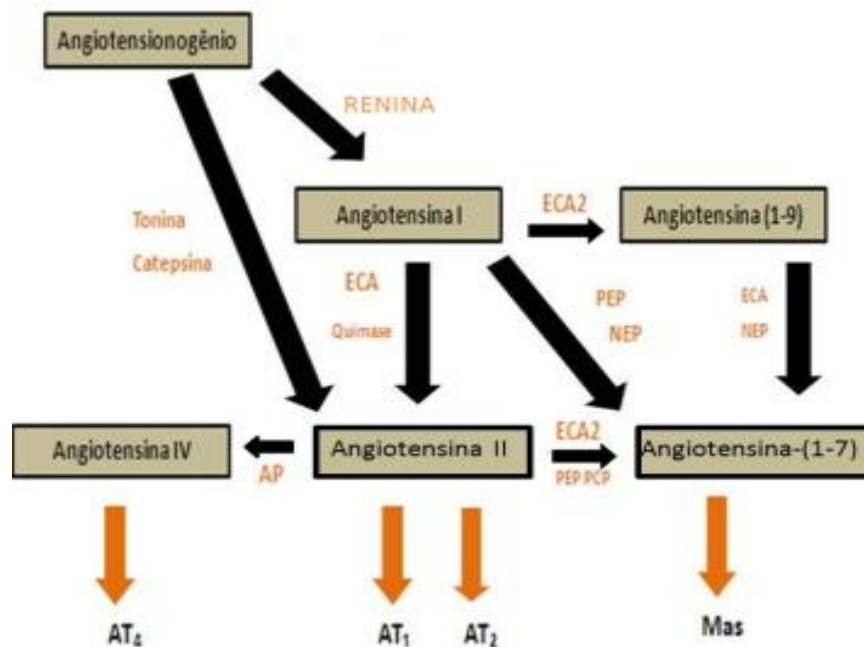 Angiotensionogênio
RENINA
Angiotensina I
ECA2
Angiotensina (1-9)
Tonina
Catepsina
ECA
Quimase
PEP
NEP
ECA
NEP
Angiotensina IV
AP
Angiotensina II
ECA2
PEP PCP
Angiotensina-(1-7)
AT₄
AT₁
AT₂
Mas